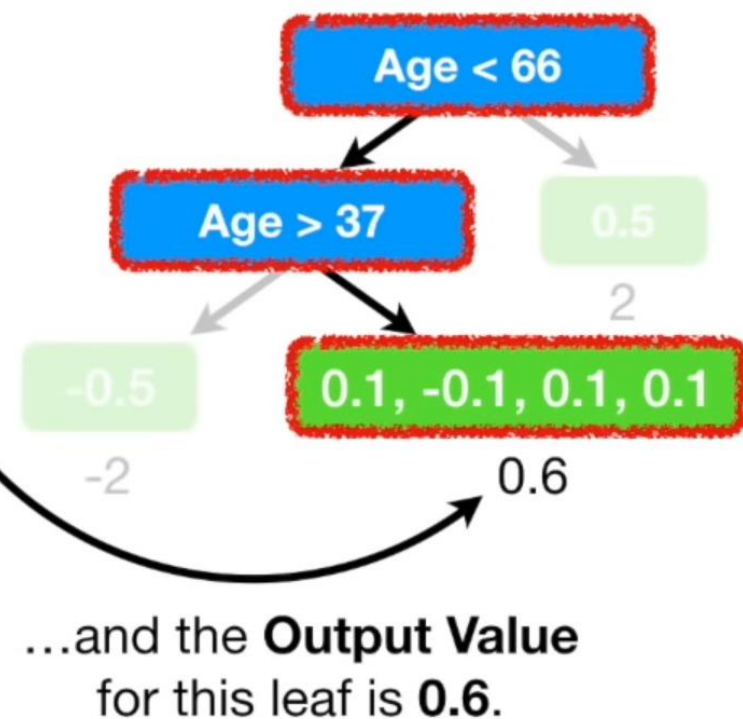 Age < 66
Age > 37
0.5
2
-0.5
0.1, -0.1, 0.1, 0.1
-2
0.6
...and the Output Value
for this leaf is 0.6.